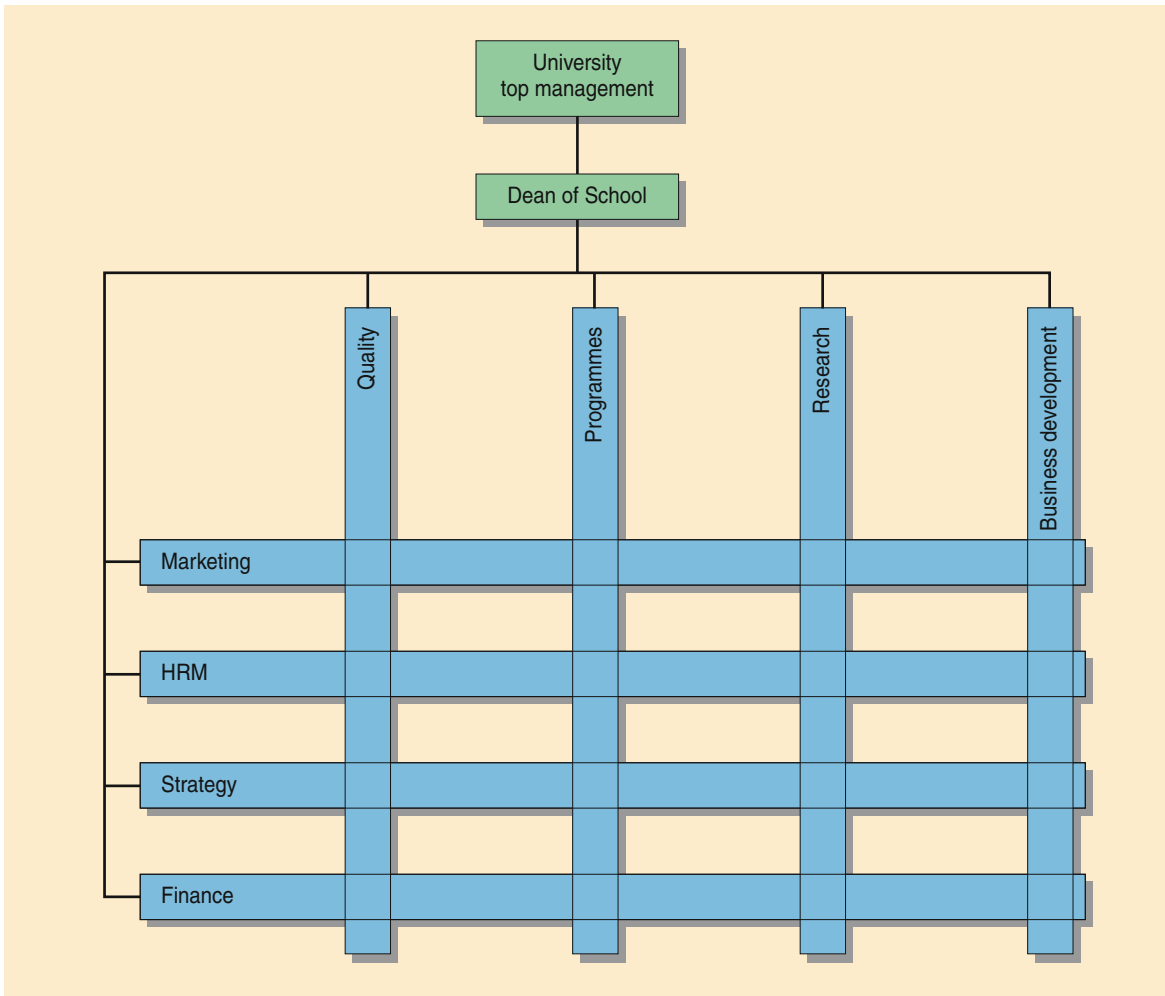 University
top management
Dean of School
Quality
Programmes
Research
Business development
Marketing
HRM
Strategy
Finance